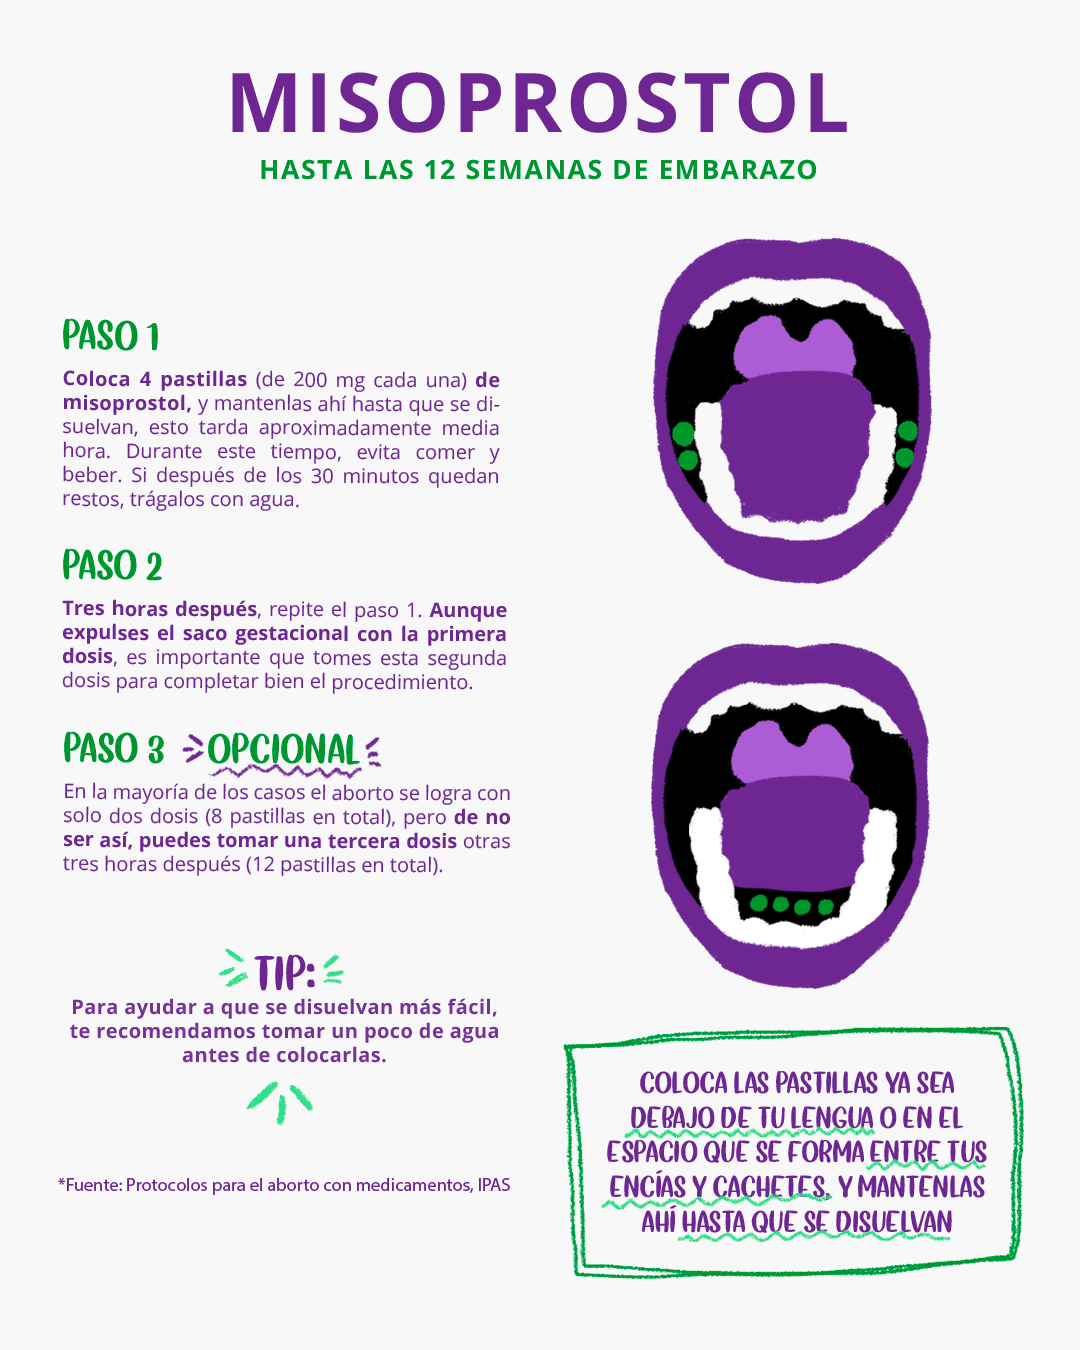 MISOPROSTOL
HASTA LAS 12 SEMANAS DE EMBARAZO
PASO 1
Coloca 4 pastillas (de 200 mg cada una) de
misoprostol, y mantenlas ahí hasta que se di-
suelvan, esto tarda aproximadamente media
hora. Durante este tiempo, evita comer y
beber. Si después de los 30 minutos quedan
restos, trágalos con agua.
PASO 2
Tres horas después, repite el paso 1. Aunque
expulses el saco gestacional con la primera
dosis, es importante que tomes esta segunda
dosis para completar bien el procedimiento.
PASO 3 OPCIONAL
En la mayoría de los casos el aborto se logra con
solo dos dosis (8 pastillas en total), pero de no
ser así, puedes tomar una tercera dosis otras
tres horas después (12 pastillas en total).
TIP:
Para ayudar a que se disuelvan más fácil,
te recomendamos tomar un poco de agua
antes de colocarlas.
*Fuente: Protocolos para el aborto con medicamentos, IPAS
COLOCA LAS PASTILLAS YA SEA
DEBAJO DE TU LENGUA O EN EL
ESPACIO QUE SE FORMA ENTRE TUS
ENCÍAS Y CACHETES, Y MANTENLAS
AHÍ HASTA QUE SE DISUELVAN